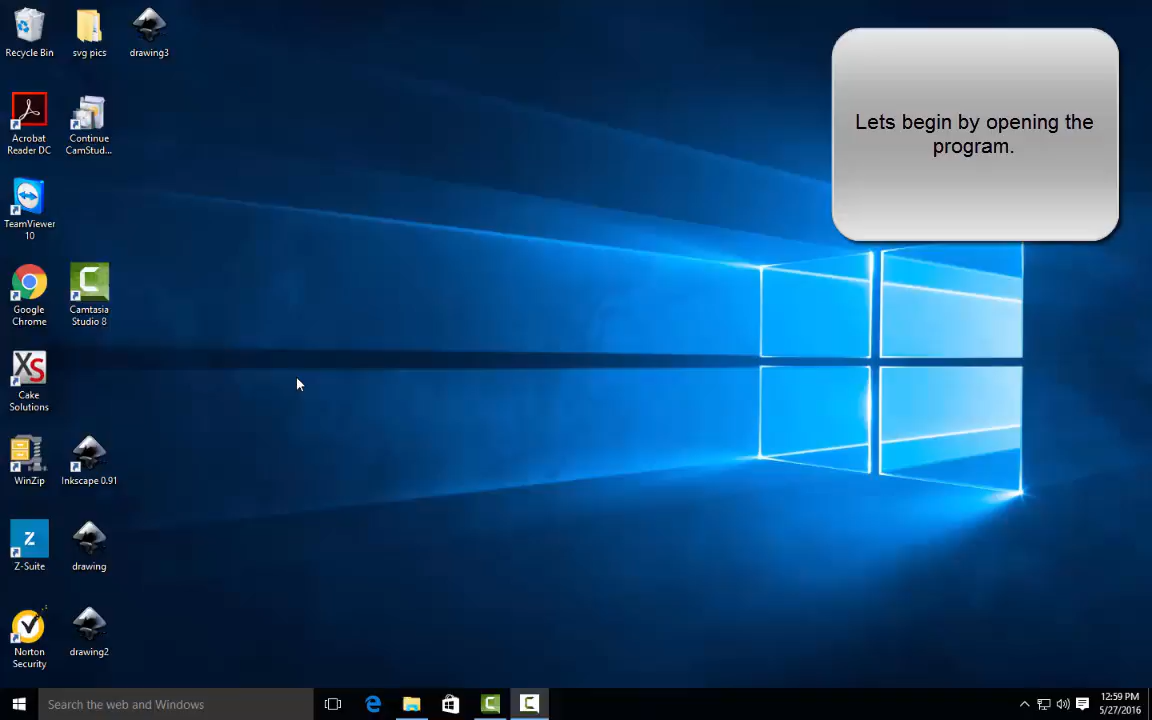 Recycle Bin
svg pics
drawing3
Lets begin by opening the
program.
Acrobat
Reader DC
Continue
CamStud...
TeamViewer
10
Google
Chrome
Camtasia
Studio 8
XS
Cake
Solutions
WinZip
Inkscape 0.91
Z
Z-Suite
drawing
Norton
Security
drawing2
Search the web and Windows
12:59 PM
5/27/2016